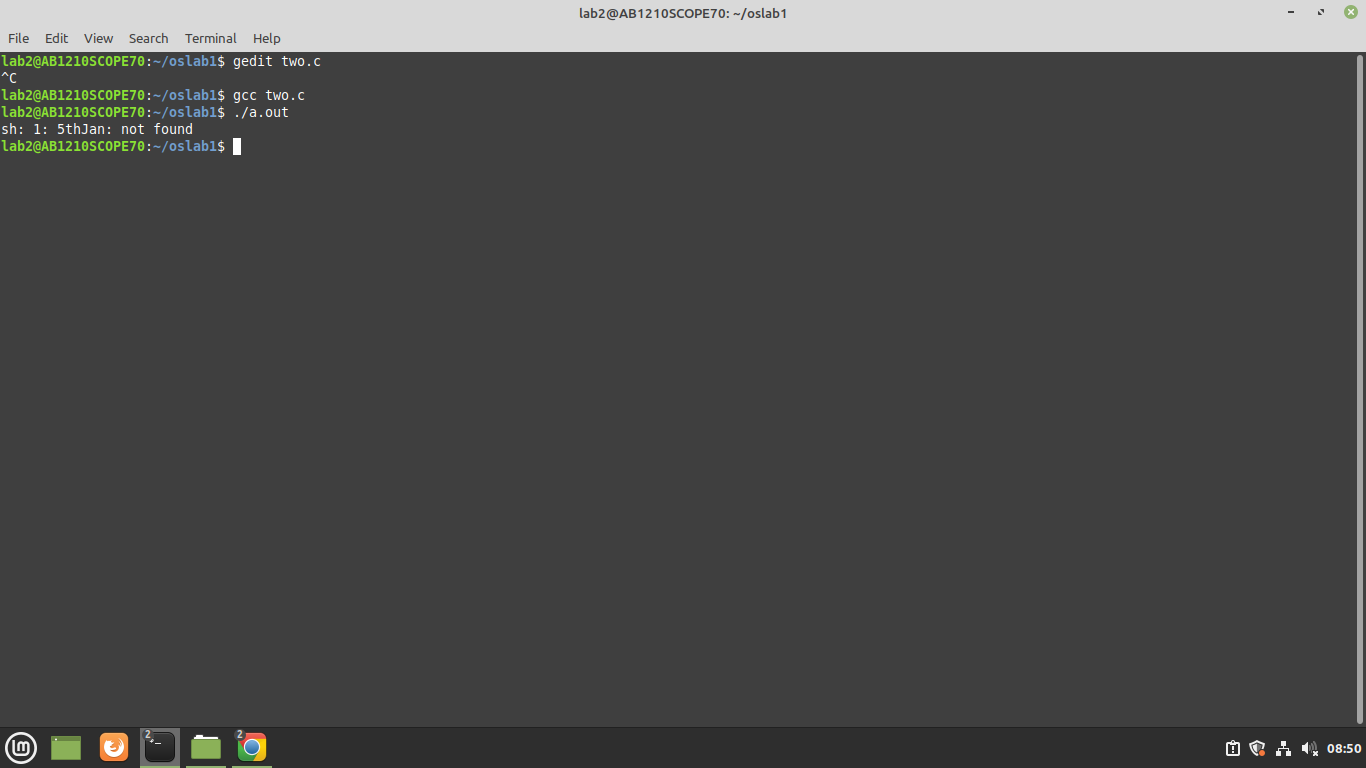 lab2@AB1210SCOPE70: ~/oslab1
File Edit View Search Terminal Help
lab2@AB1210SCOPE70:~/oslab1$ gedit two.c
^C
lab2@AB1210SCOPE70:~/oslab1$ gcc two.c
lab2@AB1210SCOPE70:~/oslab1$ ./a.out
sh: 1: 5thJan: not found
lab2@AB1210SCOPE70:~/oslab1$
2 2 08:50